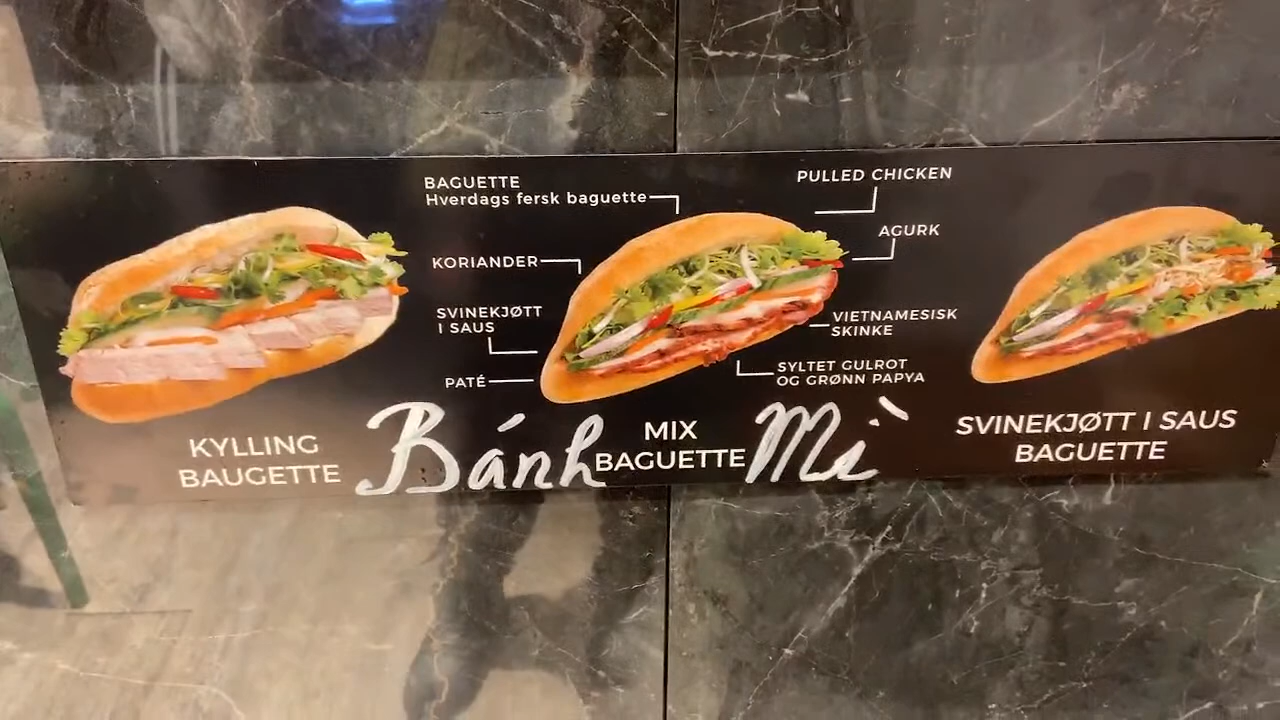 BAGUETTE
Hverdags fersk baguette
KORIANDER
SVINEKJØTT
I SAUS
PATÉ
PULLED CHICKEN
AGURK
VIETNAMESISK
SKINKE
SYLTET GULROT
OG GRØNN PAPYA
KYLLING
BAUGETTE
Bánh Mì
MIX
BAGUETTE
SVINEKJØTT I SAUS
BAGUETTE